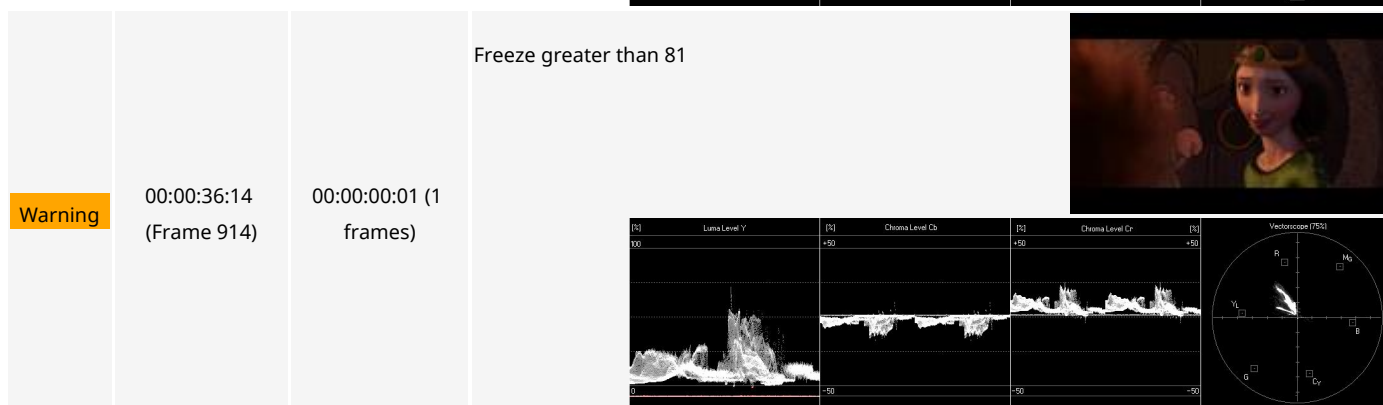 Freeze greater than 81
Warning
00:00:36:14
(Frame 914)
00:00:00:01 (1
frames)
[%] Luma Level Y
100
0
[%] Chroma Level Cb
+50
-50
[%] Chroma Level Cr [%]
+50 +50
-50 -50
Vectorscope (75%)
R
MG
YL
B
G
CY